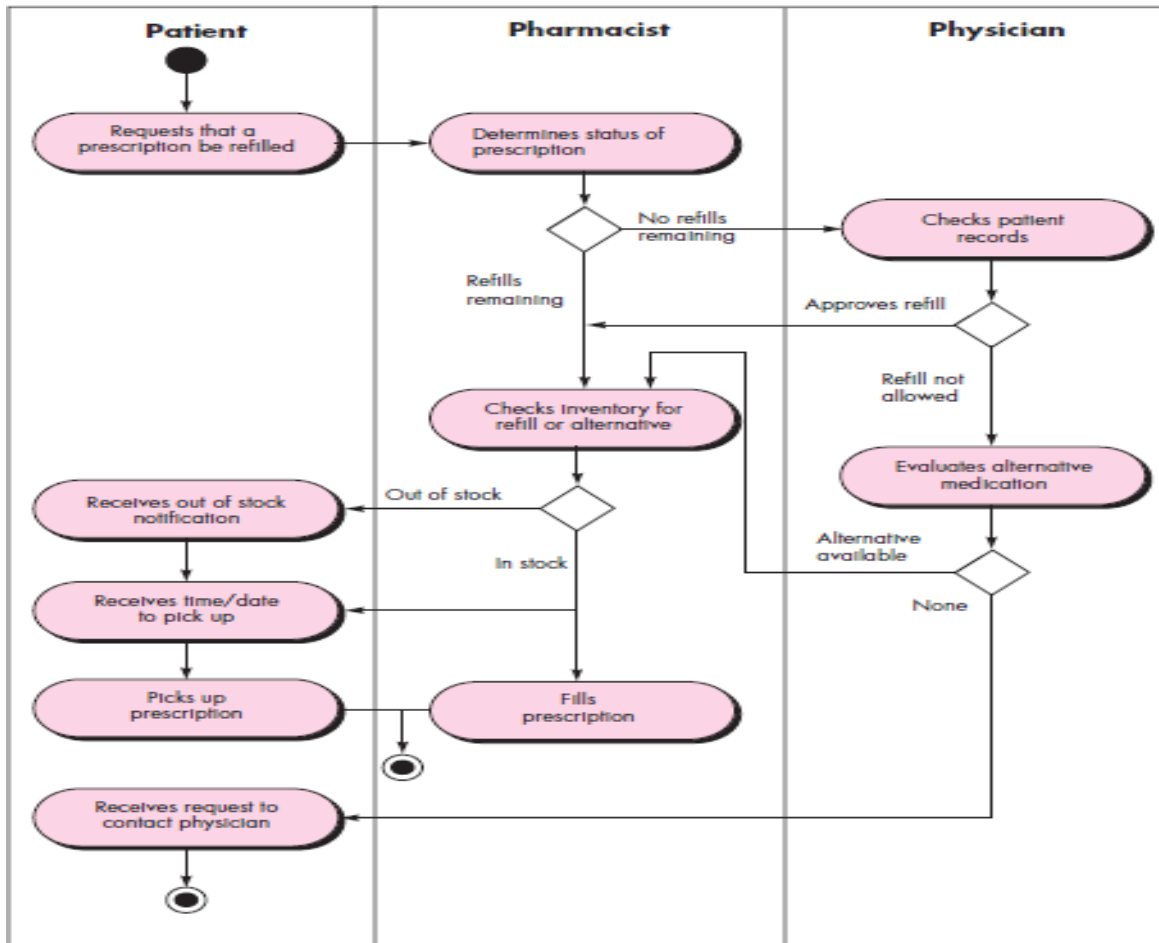 Patient
Pharmacist
Physician
Requests that a
prescription be refilled
Determines status of
prescription
No refills
remaining
Checks patient
records
Refills
remaining
Approves refill
Refill not
allowed
Checks inventory for
refill or alternative
Evaluates alternative
medication
Out of stock
Receives out of stock
notification
Alternative
available
In stock
None
Receives time/date
to pick up
Picks up
prescription
Fills
prescription
Receives request to
contact physician